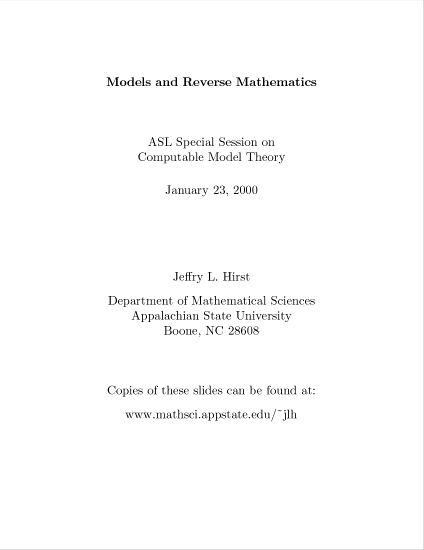 Models and Reverse Mathematics
ASL Special Session on
Computable Model Theory
January 23, 2000
Jeffry L. Hirst
Department of Mathematical Sciences
Appalachian State University
Boone, NC 28608
Copies of these slides can be found at:
www.mathsci.appstate.edu/~jlh